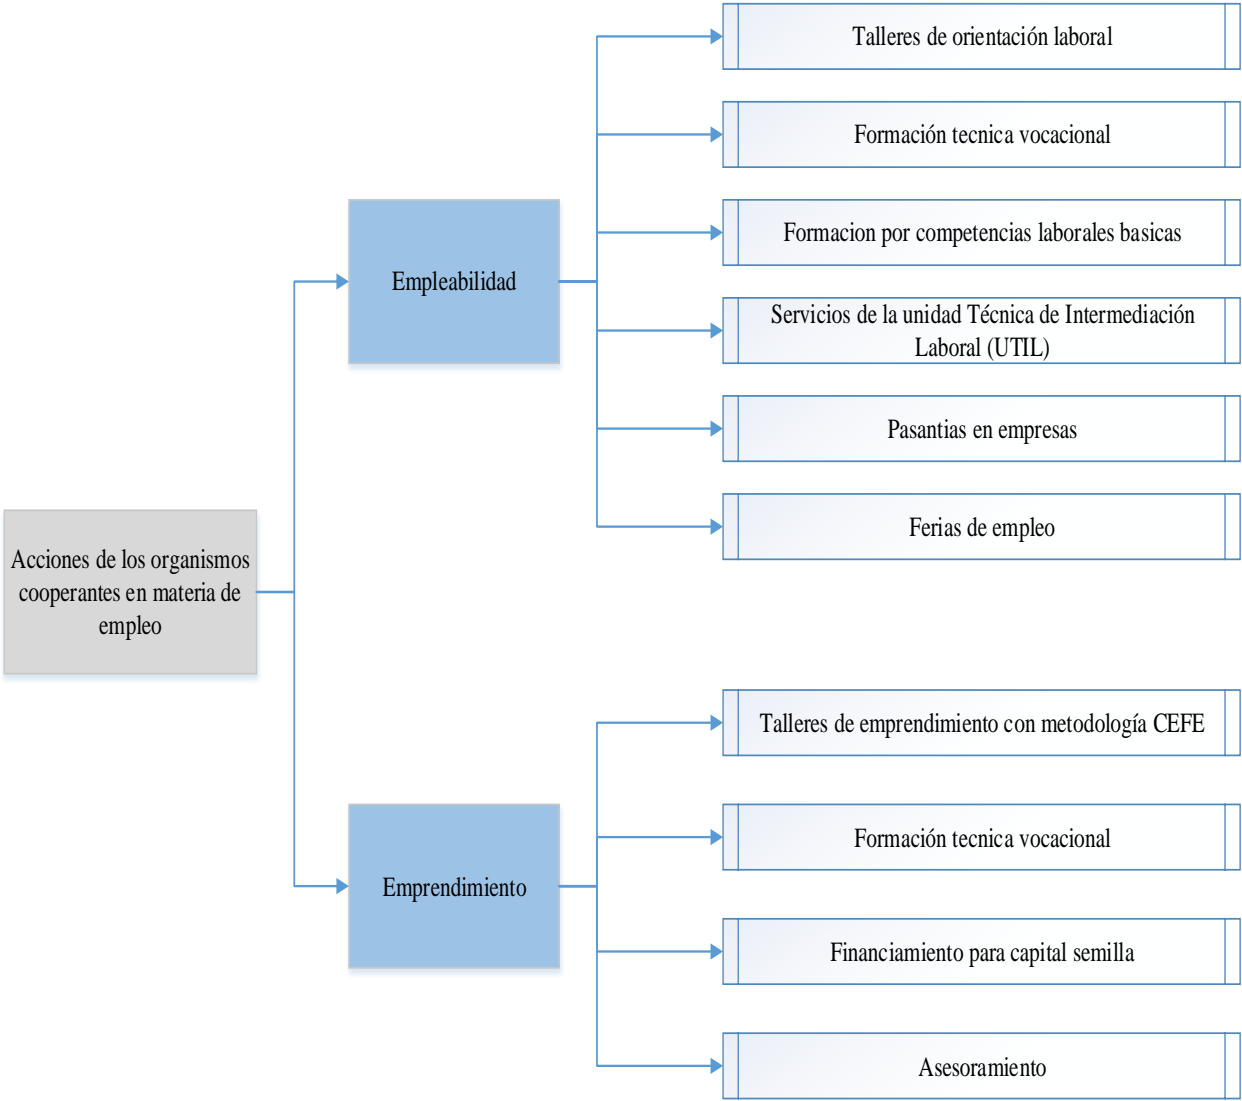 Acciones de los organismos
cooperantes en materia de
empleo
Empleabilidad
Talleres de orientación laboral
Formación tecnica vocacional
Formacion por competencias laborales basicas
Servicios de la unidad Técnica de Intermediación
Laboral (UTIL)
Pasantias en empresas
Ferias de empleo
Emprendimiento
Talleres de emprendimiento con metodología CEFE
Formación tecnica vocacional
Financiamiento para capital semilla
Asesoramiento